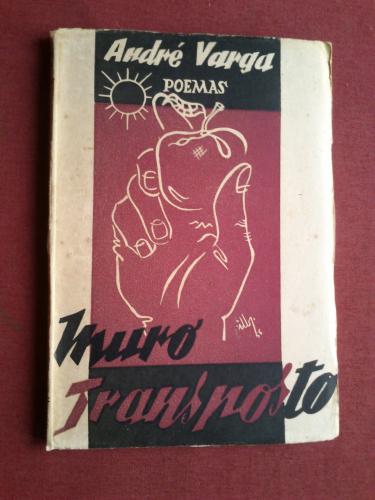 André Varga
POEMAS
Muro
Transposto